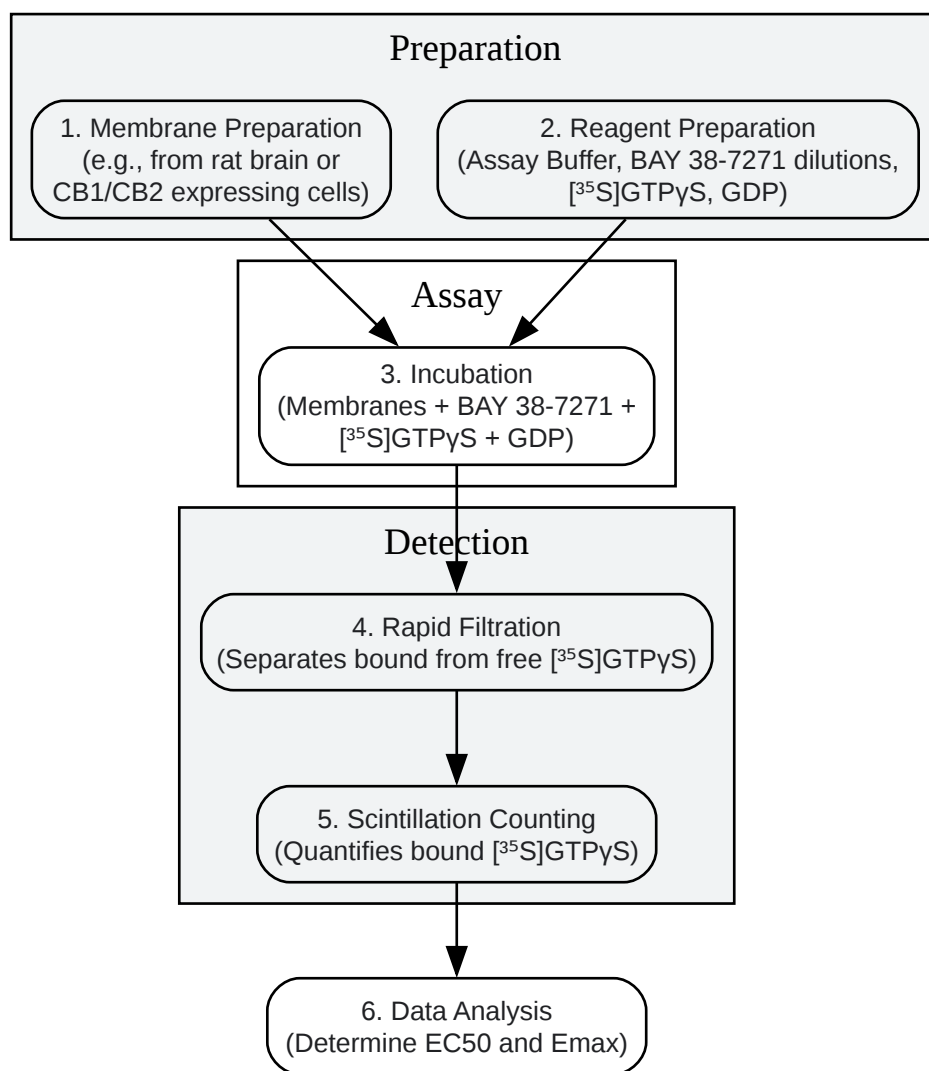 Preparation
1. Membrane Preparation
(e.g., from rat brain or
CB1/CB2 expressing cells)
2. Reagent Preparation
(Assay Buffer, BAY 38-7271 dilutions,
[³⁵S]GTPγS, GDP)
Assay
3. Incubation
(Membranes + BAY 38-7271 +
[³⁵S]GTPγS + GDP)
Detection
4. Rapid Filtration
(Separates bound from free [³⁵S]GTPγS)
5. Scintillation Counting
(Quantifies bound [³⁵S]GTPγS)
6. Data Analysis
(Determine EC50 and Emax)